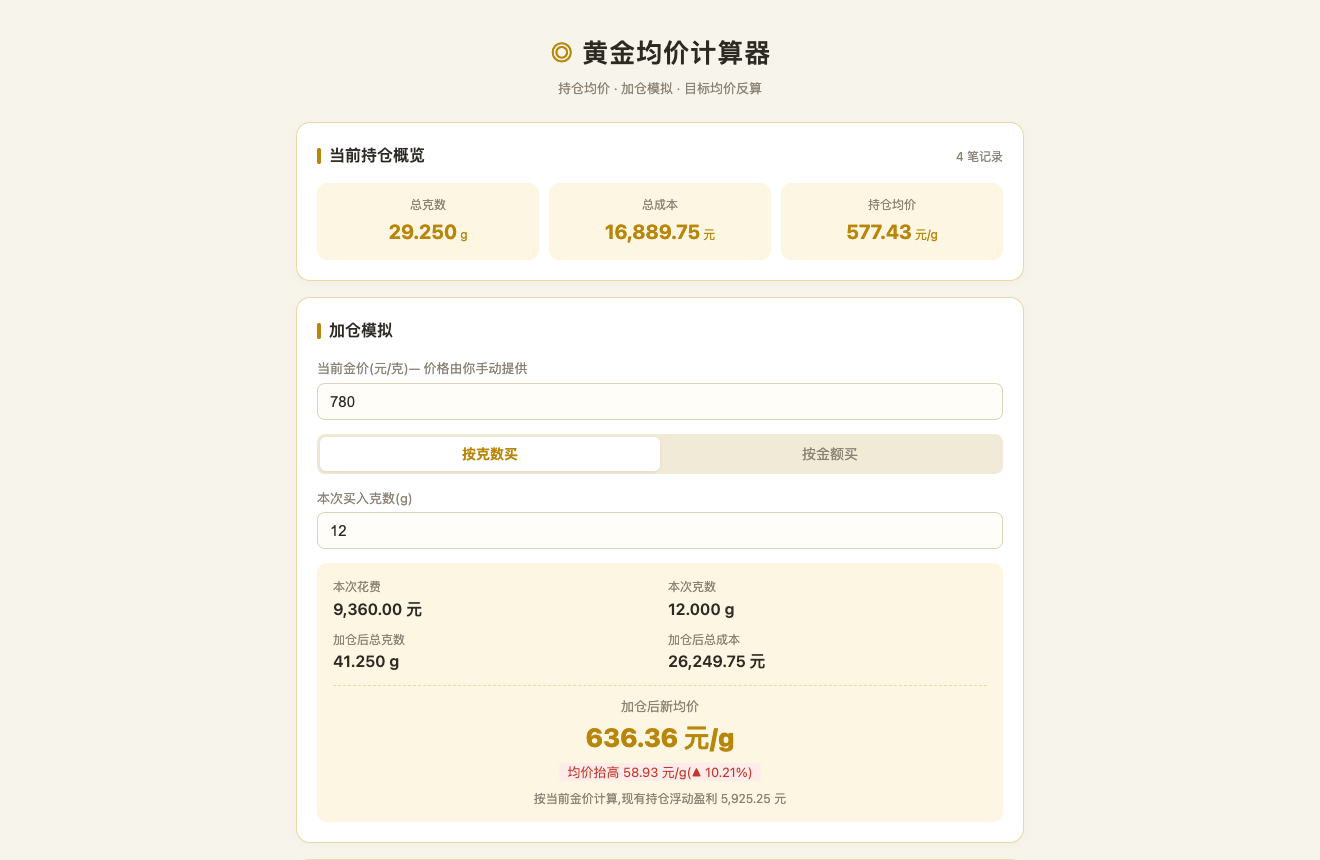 黄金均价计算器
持仓均价 · 加仓模拟 · 目标均价反算
当前持仓概览
4 笔记录
总克数
29.250 g
总成本
16,889.75 元
持仓均价
577.43 元/g
加仓模拟
当前金价(元/克)— 价格由你手动提供
780
按克数买
按金额买
本次买入克数(g)
12
本次花费
9,360.00 元
本次克数
12.000 g
加仓后总克数
41.250 g
加仓后总成本
26,249.75 元
加仓后新均价
636.36 元/g
均价抬高 58.93 元/g(▲ 10.21%)
按当前金价计算,现有持仓浮动盈利 5,925.25 元